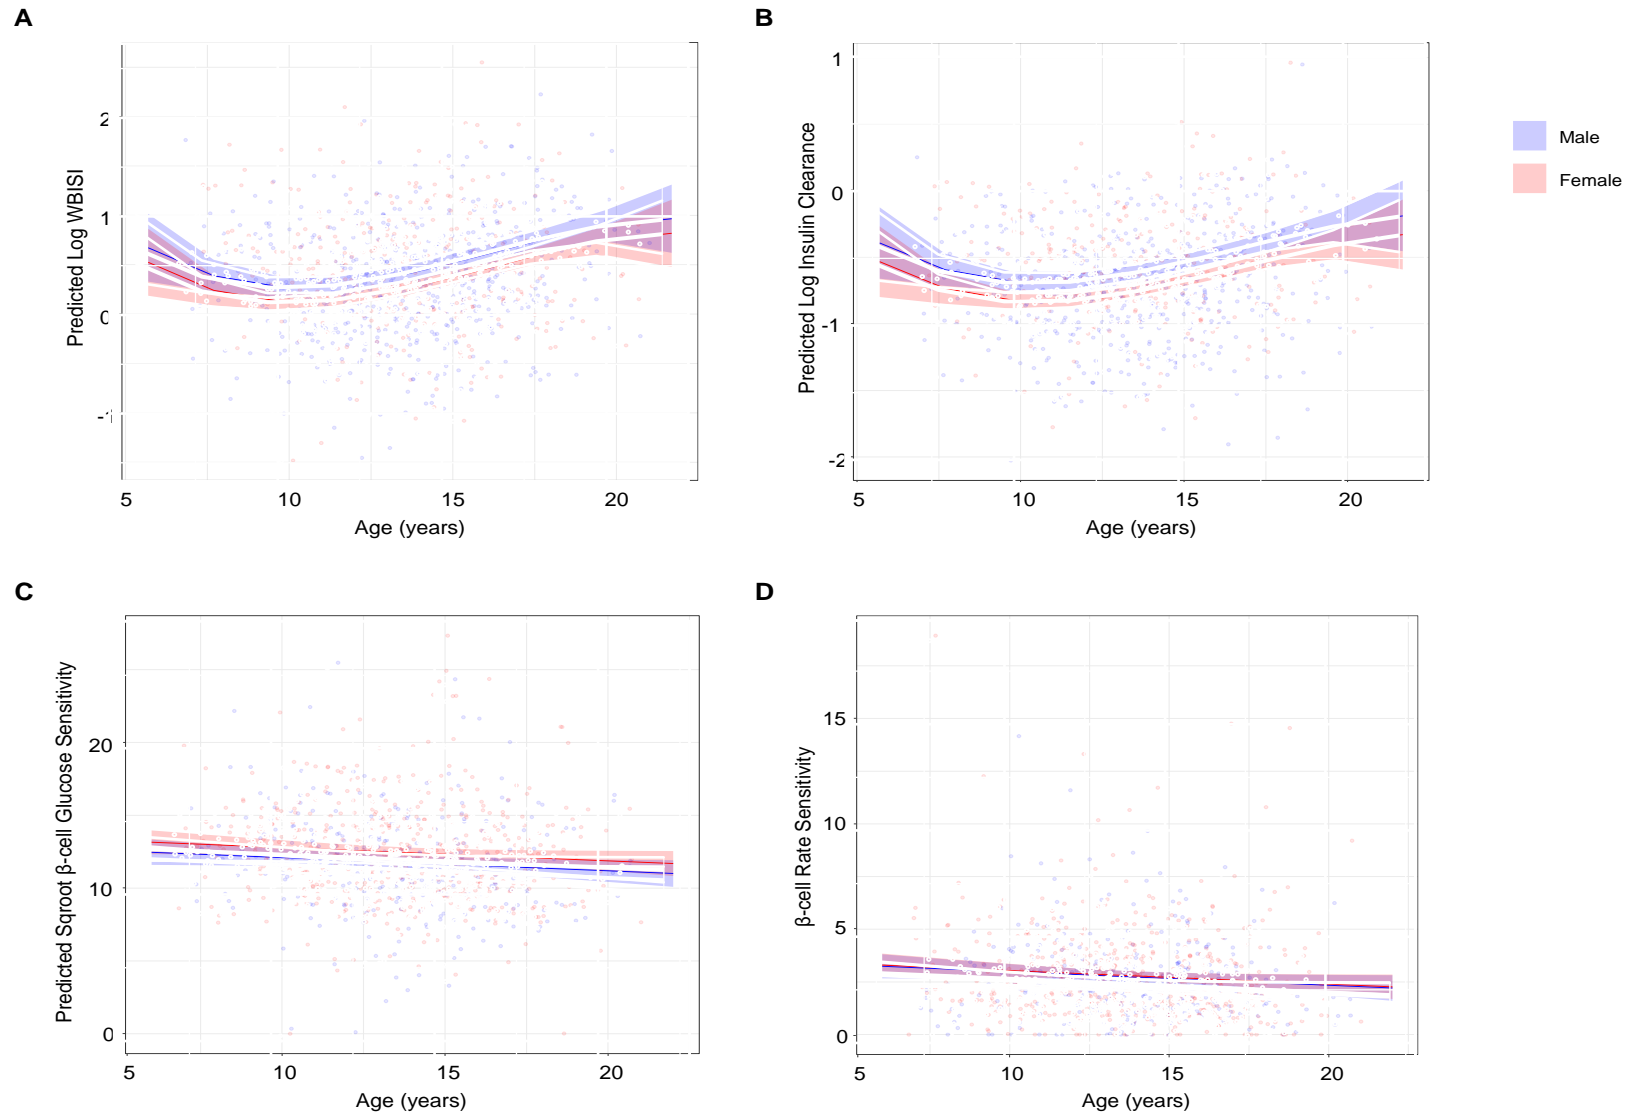 A
B
Predicted Log WBISI
2
1
5
10
15
20
Age (years)
Predicted Log Insulin Clearance
1
0
-1
-2
5
10
15
20
Age (years)
Male
Female
C
D
Predicted Sqroot β-cell Glucose Sensitivity
20
10
0
5
10
15
20
Age (years)
β-cell Rate Sensitivity
15
10
5
0
5
10
15
20
Age (years)